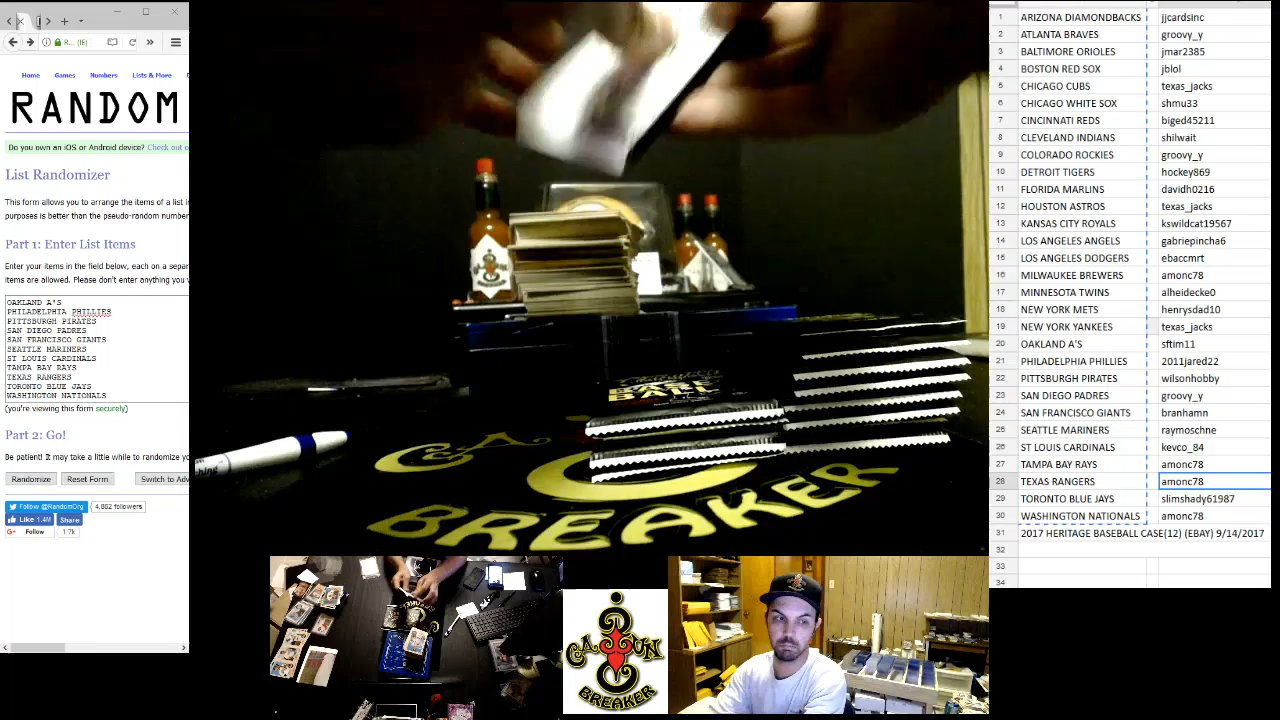 R... (IE)
Home Games Numbers Lists & More
RANDOM
Do you own an iOS or Android device? Check out o
List Randomizer
This form allows you to arrange the items of a list i
purposes is better than the pseudo-random number
Part 1: Enter List Items
Enter your items in the field below, each on a separ
items are allowed. Please don't enter anything you
OAKLAND A'S
PHILADELPHIA PHILLIES
PITTSBURGH PIRATES
SAN DIEGO PADRES
SAN FRANCISCO GIANTS
SEATTLE MARINERS
ST LOUIS CARDINALS
TAMPA BAY RAYS
TEXAS RANGERS
TORONTO BLUE JAYS
WASHINGTON NATIONALS
(you're viewing this form securely)
Part 2: Go!
Be patient! It may take a little while to randomize yo
Randomize Reset Form Switch to Adv
Follow @RandomOrg 4,882 followers
Like 1.4M Share
Follow 1.7k
BASE
BALL
CAJUN
BREAKER
CAJUN
BREAKER
1 ARIZONA DIAMONDBACKS jjcardsinc
2 ATLANTA BRAVES groovy_y
3 BALTIMORE ORIOLES jmar2385
4 BOSTON RED SOX jblol
5 CHICAGO CUBS texas_jacks
6 CHICAGO WHITE SOX shmu33
7 CINCINNATI REDS biged45211
8 CLEVELAND INDIANS shilwait
9 COLORADO ROCKIES groovy_y
10 DETROIT TIGERS hockey869
11 FLORIDA MARLINS davidh0216
12 HOUSTON ASTROS texas_jacks
13 KANSAS CITY ROYALS kswildcat19567
14 LOS ANGELES ANGELS gabriepincha6
15 LOS ANGELES DODGERS ebaccmrt
16 MILWAUKEE BREWERS amonc78
17 MINNESOTA TWINS alheidecke0
18 NEW YORK METS henrysdad10
19 NEW YORK YANKEES texas_jacks
20 OAKLAND A'S sftim11
21 PHILADELPHIA PHILLIES 2011jared22
22 PITTSBURGH PIRATES wilsonhobby
23 SAN DIEGO PADRES groovy_y
24 SAN FRANCISCO GIANTS branhamn
25 SEATTLE MARINERS raymoschne
26 ST LOUIS CARDINALS kevco_84
27 TAMPA BAY RAYS amonc78
28 TEXAS RANGERS amonc78
29 TORONTO BLUE JAYS slimshady61987
30 WASHINGTON NATIONALS amonc78
31 2017 HERITAGE BASEBALL CASE(12) (EBAY) 9/14/2017
32
33
34